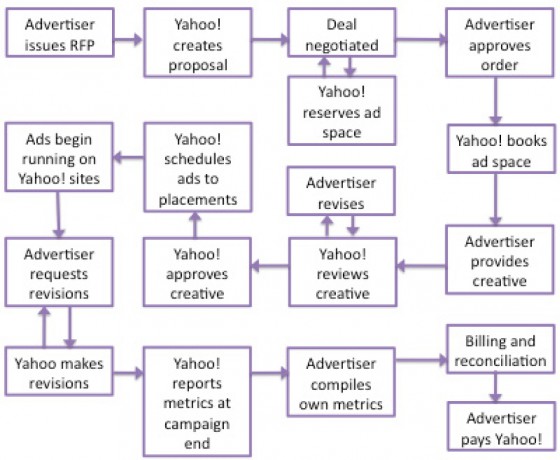 Advertiser
issues RFP
Yahoo!
creates
proposal
Deal
negotiated
Advertiser
approves
order
Yahoo!
reserves ad
space
Yahoo! books
ad space
Advertiser
provides
creative
Advertiser
revises
Yahoo!
reviews
creative
Yahoo!
approves
creative
Yahoo!
schedules
ads to
placements
Ads begin
running on
Yahoo! sites
Advertiser
requests
revisions
Yahoo makes
revisions
Yahoo!
reports
metrics at
campaign
end
Advertiser
compiles
own metrics
Billing and
reconciliation
Advertiser
pays Yahoo!